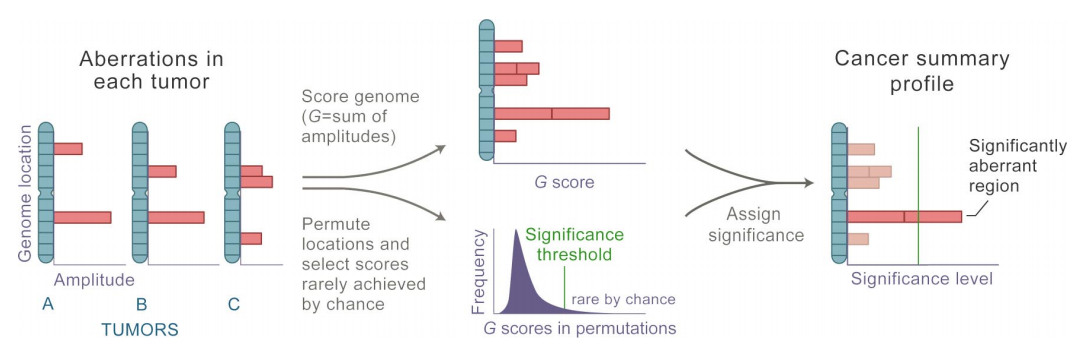 Aberrations in
each tumor
Genome location
Amplitude
A
B
C
TUMORS
Score genome
(G=sum of
amplitudes)
Permute
locations and
select scores
rarely achieved
by chance
G score
Frequency
Significance
threshold
rare by chance
G scores in permutations
Assign
significance
Cancer summary
profile
Significantly
aberrant
region
Significance level